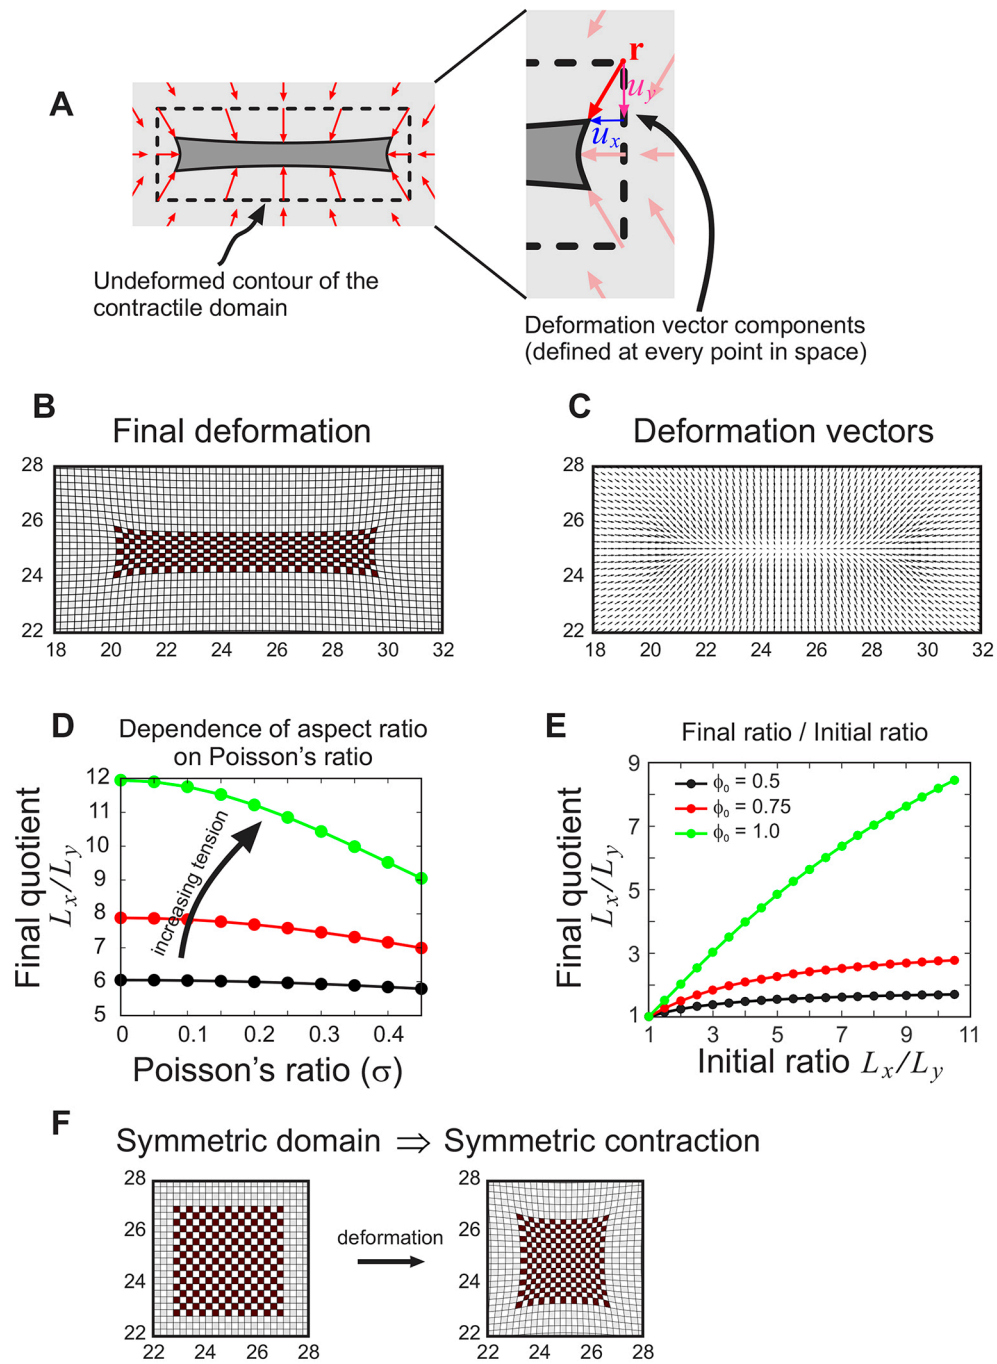 A
r
u_y
u_x
Undeformed contour of the
contractile domain
Deformation vector components
(defined at every point in space)
B
Final deformation
28
26
24
22
18 20 22 24 26 28 30 32
C
Deformation vectors
28
26
24
22
18 20 22 24 26 28 30 32
D
Dependence of aspect ratio
on Poisson's ratio
Final quotient
L_x/L_y
12
11
10
9
8
7
6
5
increasing tension
0 0.1 0.2 0.3 0.4
Poisson's ratio (σ)
E
Final ratio / Initial ratio
Final quotient
L_x/L_y
9
7
5
3
1
ϕ₀ = 0.5
ϕ₀ = 0.75
ϕ₀ = 1.0
1 3 5 7 9 11
Initial ratio L_x/L_y
F
Symmetric domain ⇒ Symmetric contraction
28
26
24
22
22 24 26 28
deformation
28
26
24
22
22 24 26 28